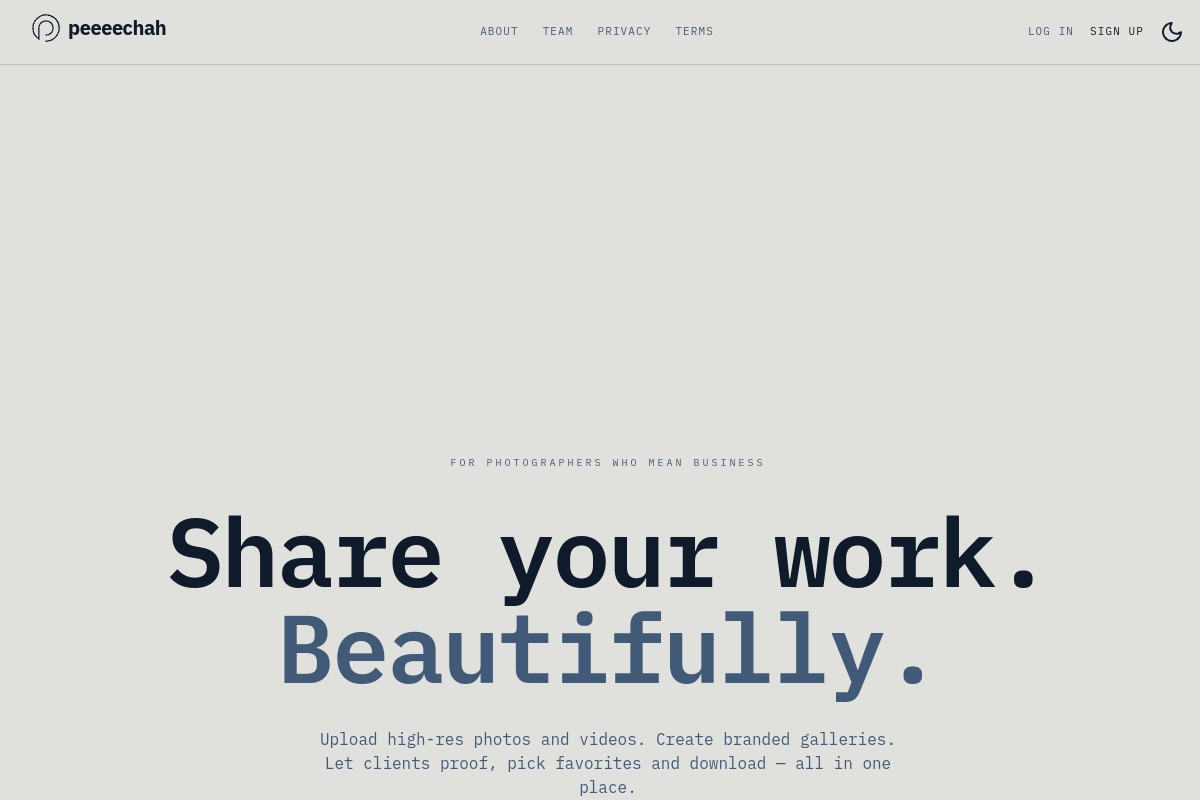 peeeechah
ABOUT TEAM PRIVACY TERMS
LOG IN SIGN UP
FOR PHOTOGRAPHERS WHO MEAN BUSINESS
Share your work.
Beautifully.
Upload high-res photos and videos. Create branded galleries.
Let clients proof, pick favorites and download — all in one
place.